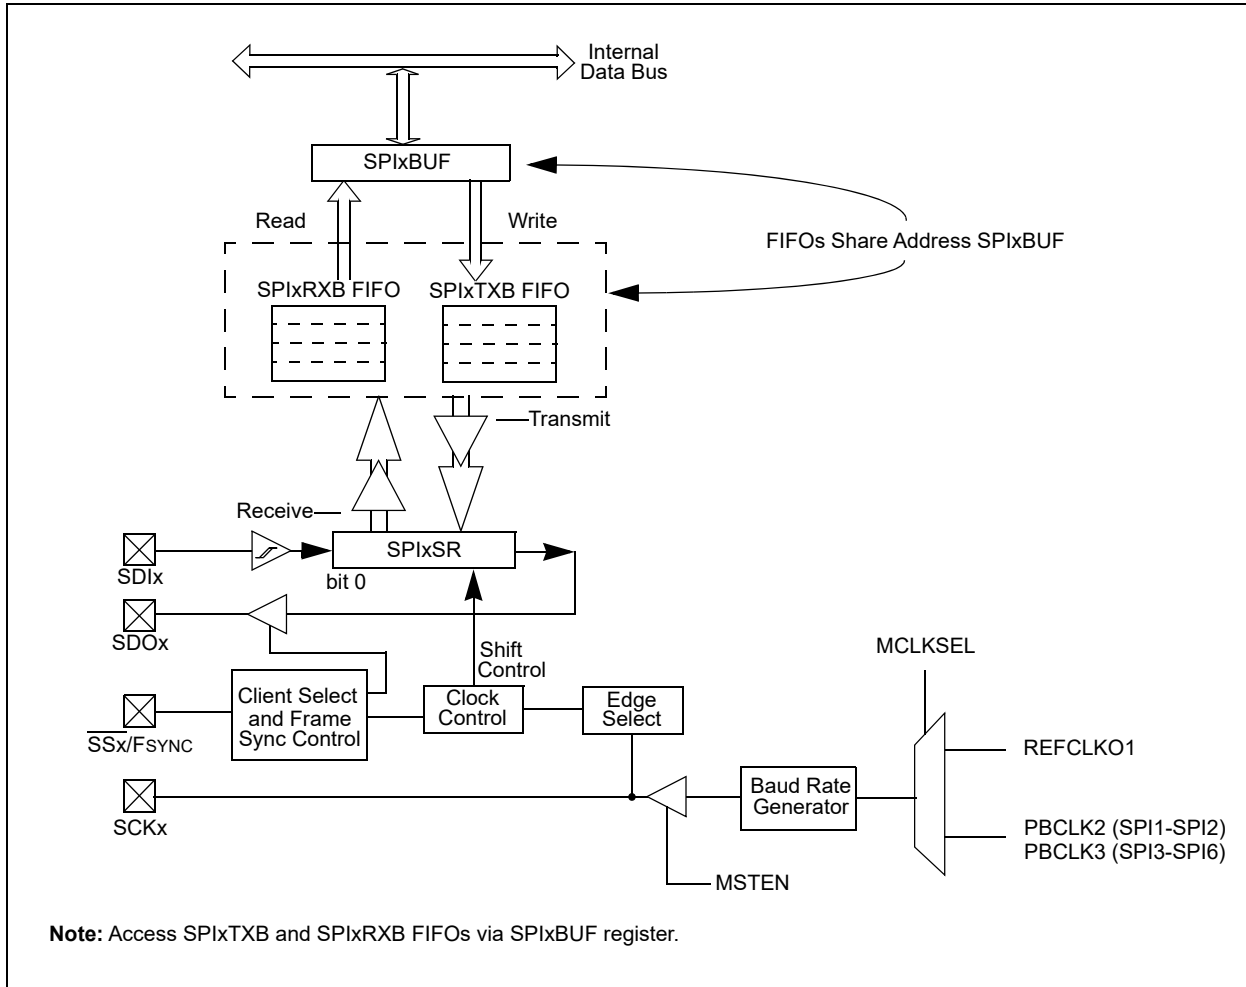 Internal
Data Bus
SPIxBUF
Read
Write
FIFOs Share Address SPIxBUF
SPIxRXB FIFO
SPIxTXB FIFO
Transmit
Receive
SPIxSR
bit 0
SDIx
SDOx
Shift
Control
MCLKSEL
Client Select
and Frame
Sync Control
Clock
Control
Edge
Select
SSx/FSYNC
REFCLKO1
Baud Rate
Generator
SCKx
PBCLK2 (SPI1-SPI2)
PBCLK3 (SPI3-SPI6)
MSTEN
Note: Access SPIxTXB and SPIxRXB FIFOs via SPIxBUF register.